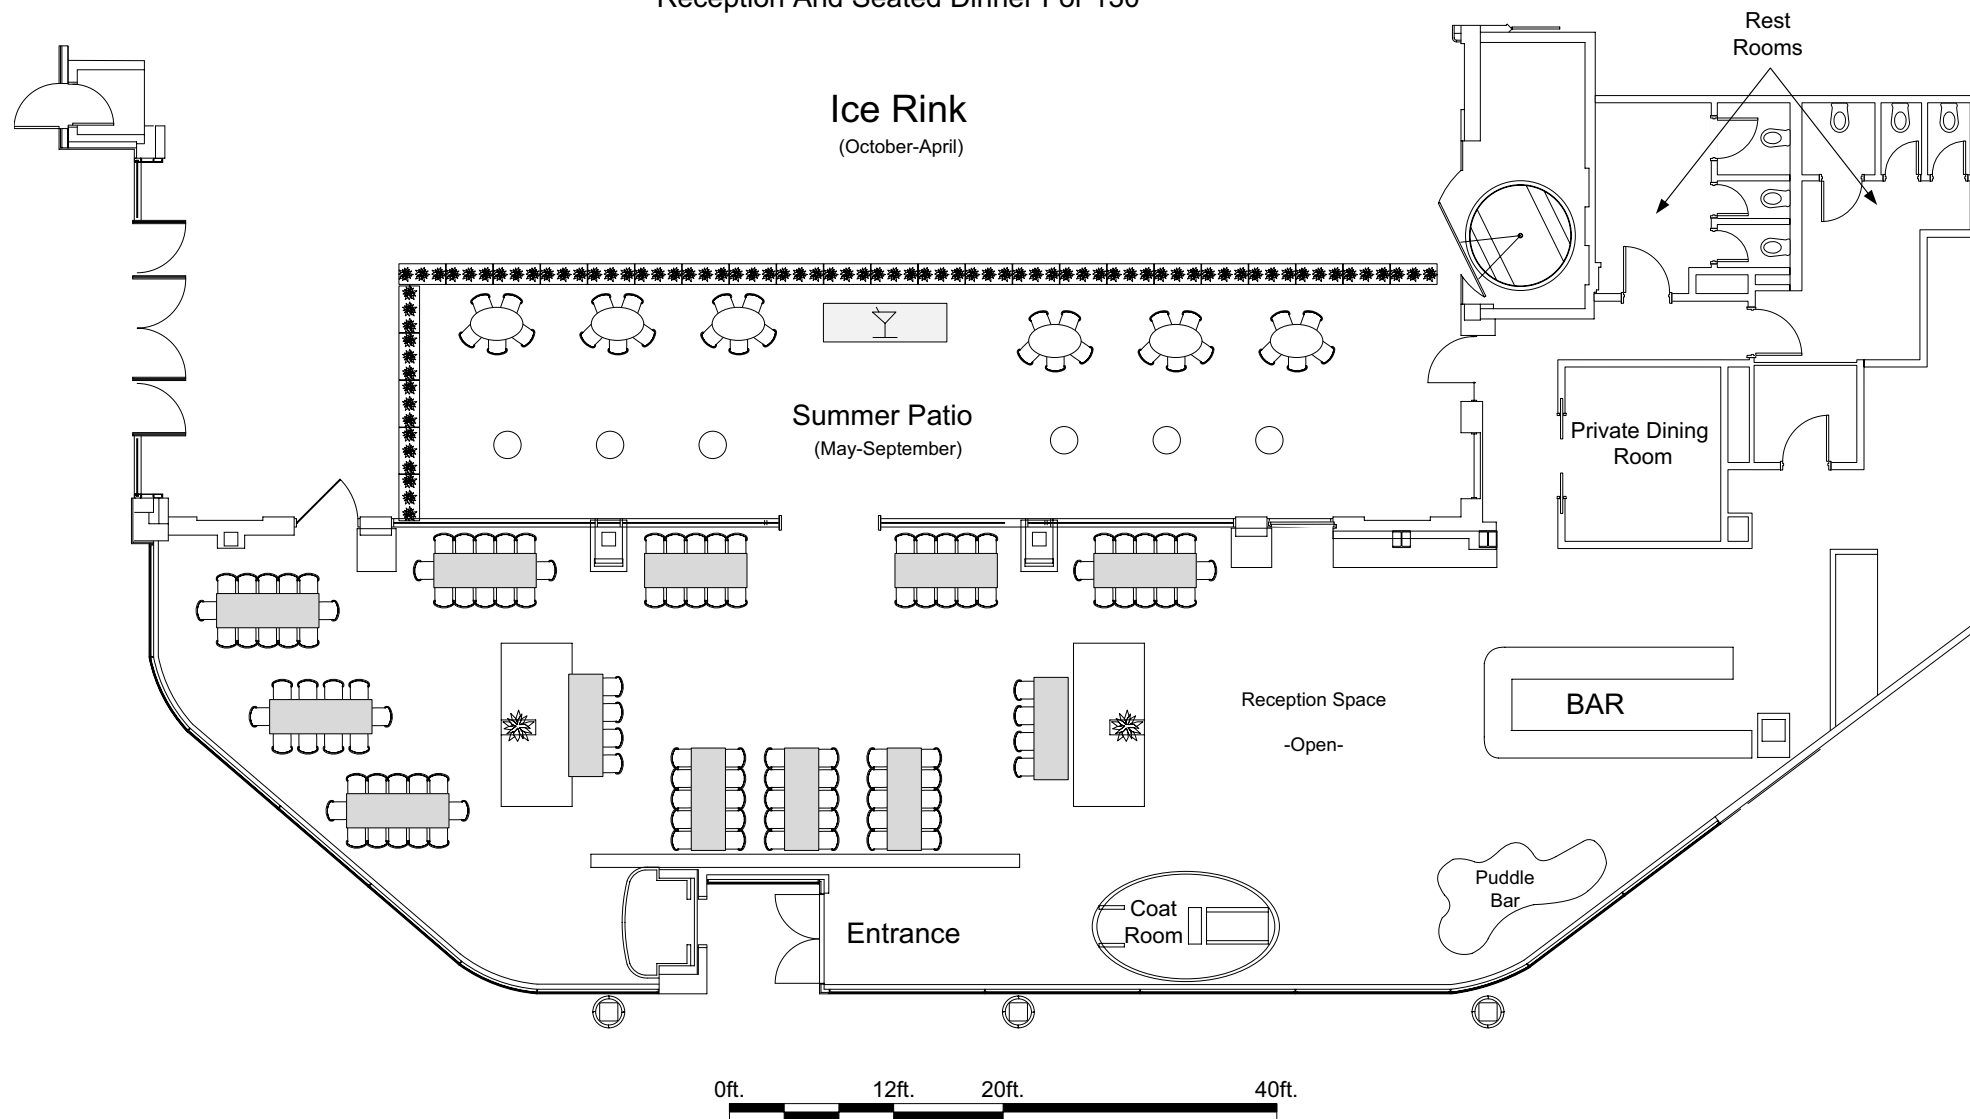 Reception And Seated Dinner For 150
Rest
Rooms
Ice Rink
(October-April)
Summer Patio
(May-September)
Private Dining
Room
Reception Space
-Open-
BAR
Puddle
Bar
Coat
Room
Entrance
0ft. 12ft. 20ft. 40ft.